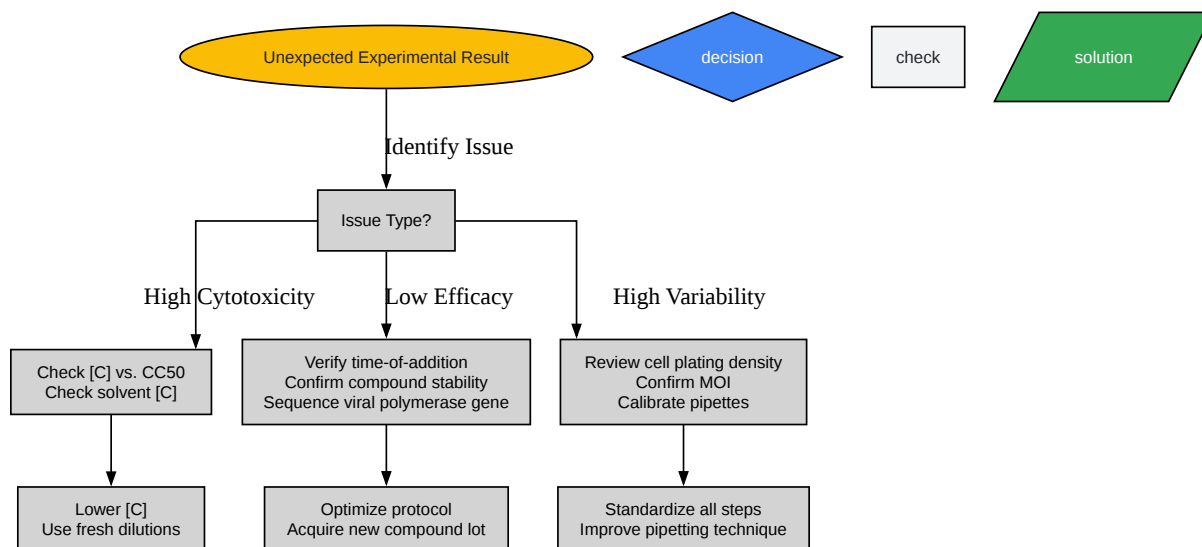 Unexpected Experimental Result
decision
check
solution
Identify Issue
Issue Type?
High Cytotoxicity
Low Efficacy
High Variability
Check [C] vs. CC50
Check solvent [C]
Verify time-of-addition
Confirm compound stability
Sequence viral polymerase gene
Review cell plating density
Confirm MOI
Calibrate pipettes
Lower [C]
Use fresh dilutions
Optimize protocol
Acquire new compound lot
Standardize all steps
Improve pipetting technique